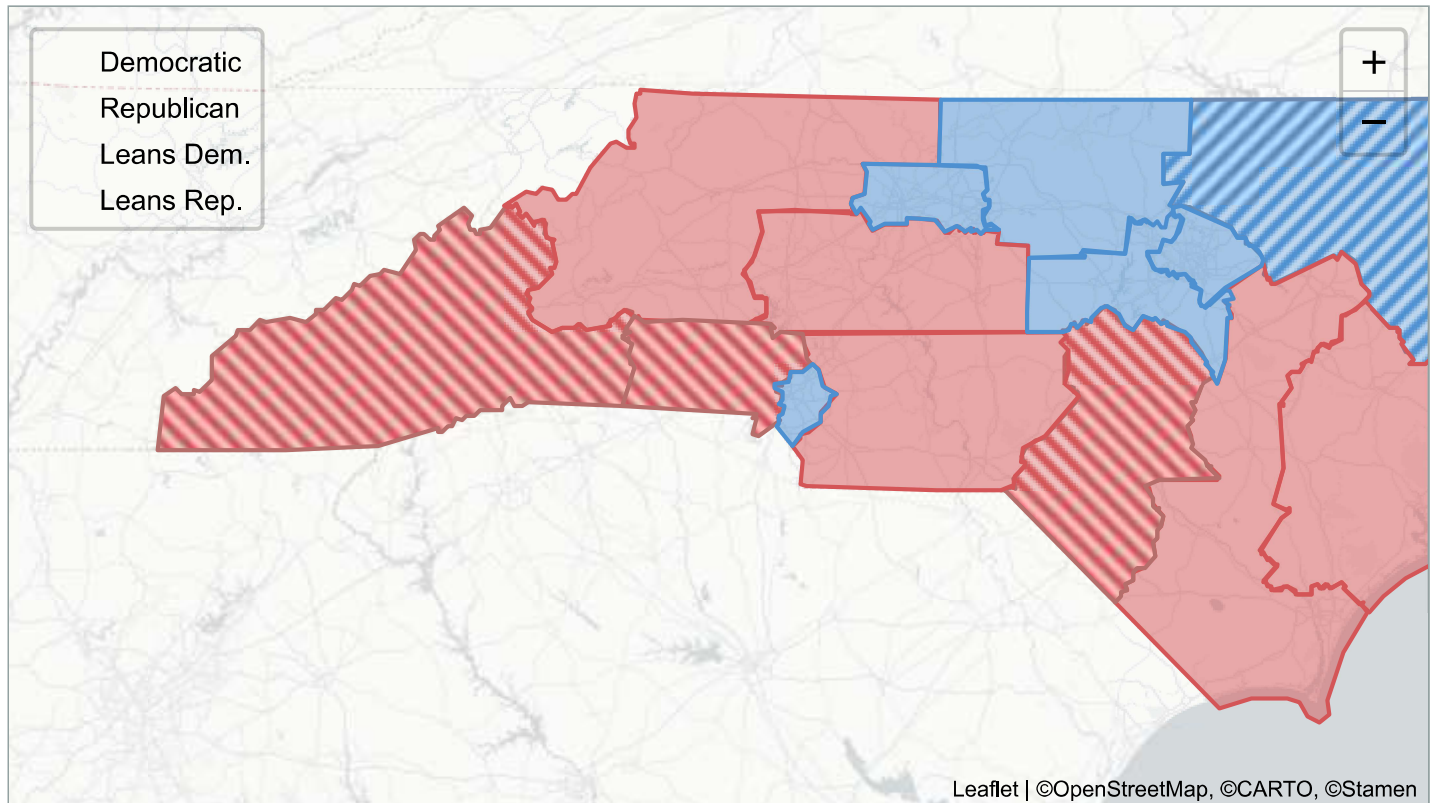 Democratic
Republican
Leans Dem.
Leans Rep.
+
−
Leaflet | ©OpenStreetMap, ©CARTO, ©Stamen